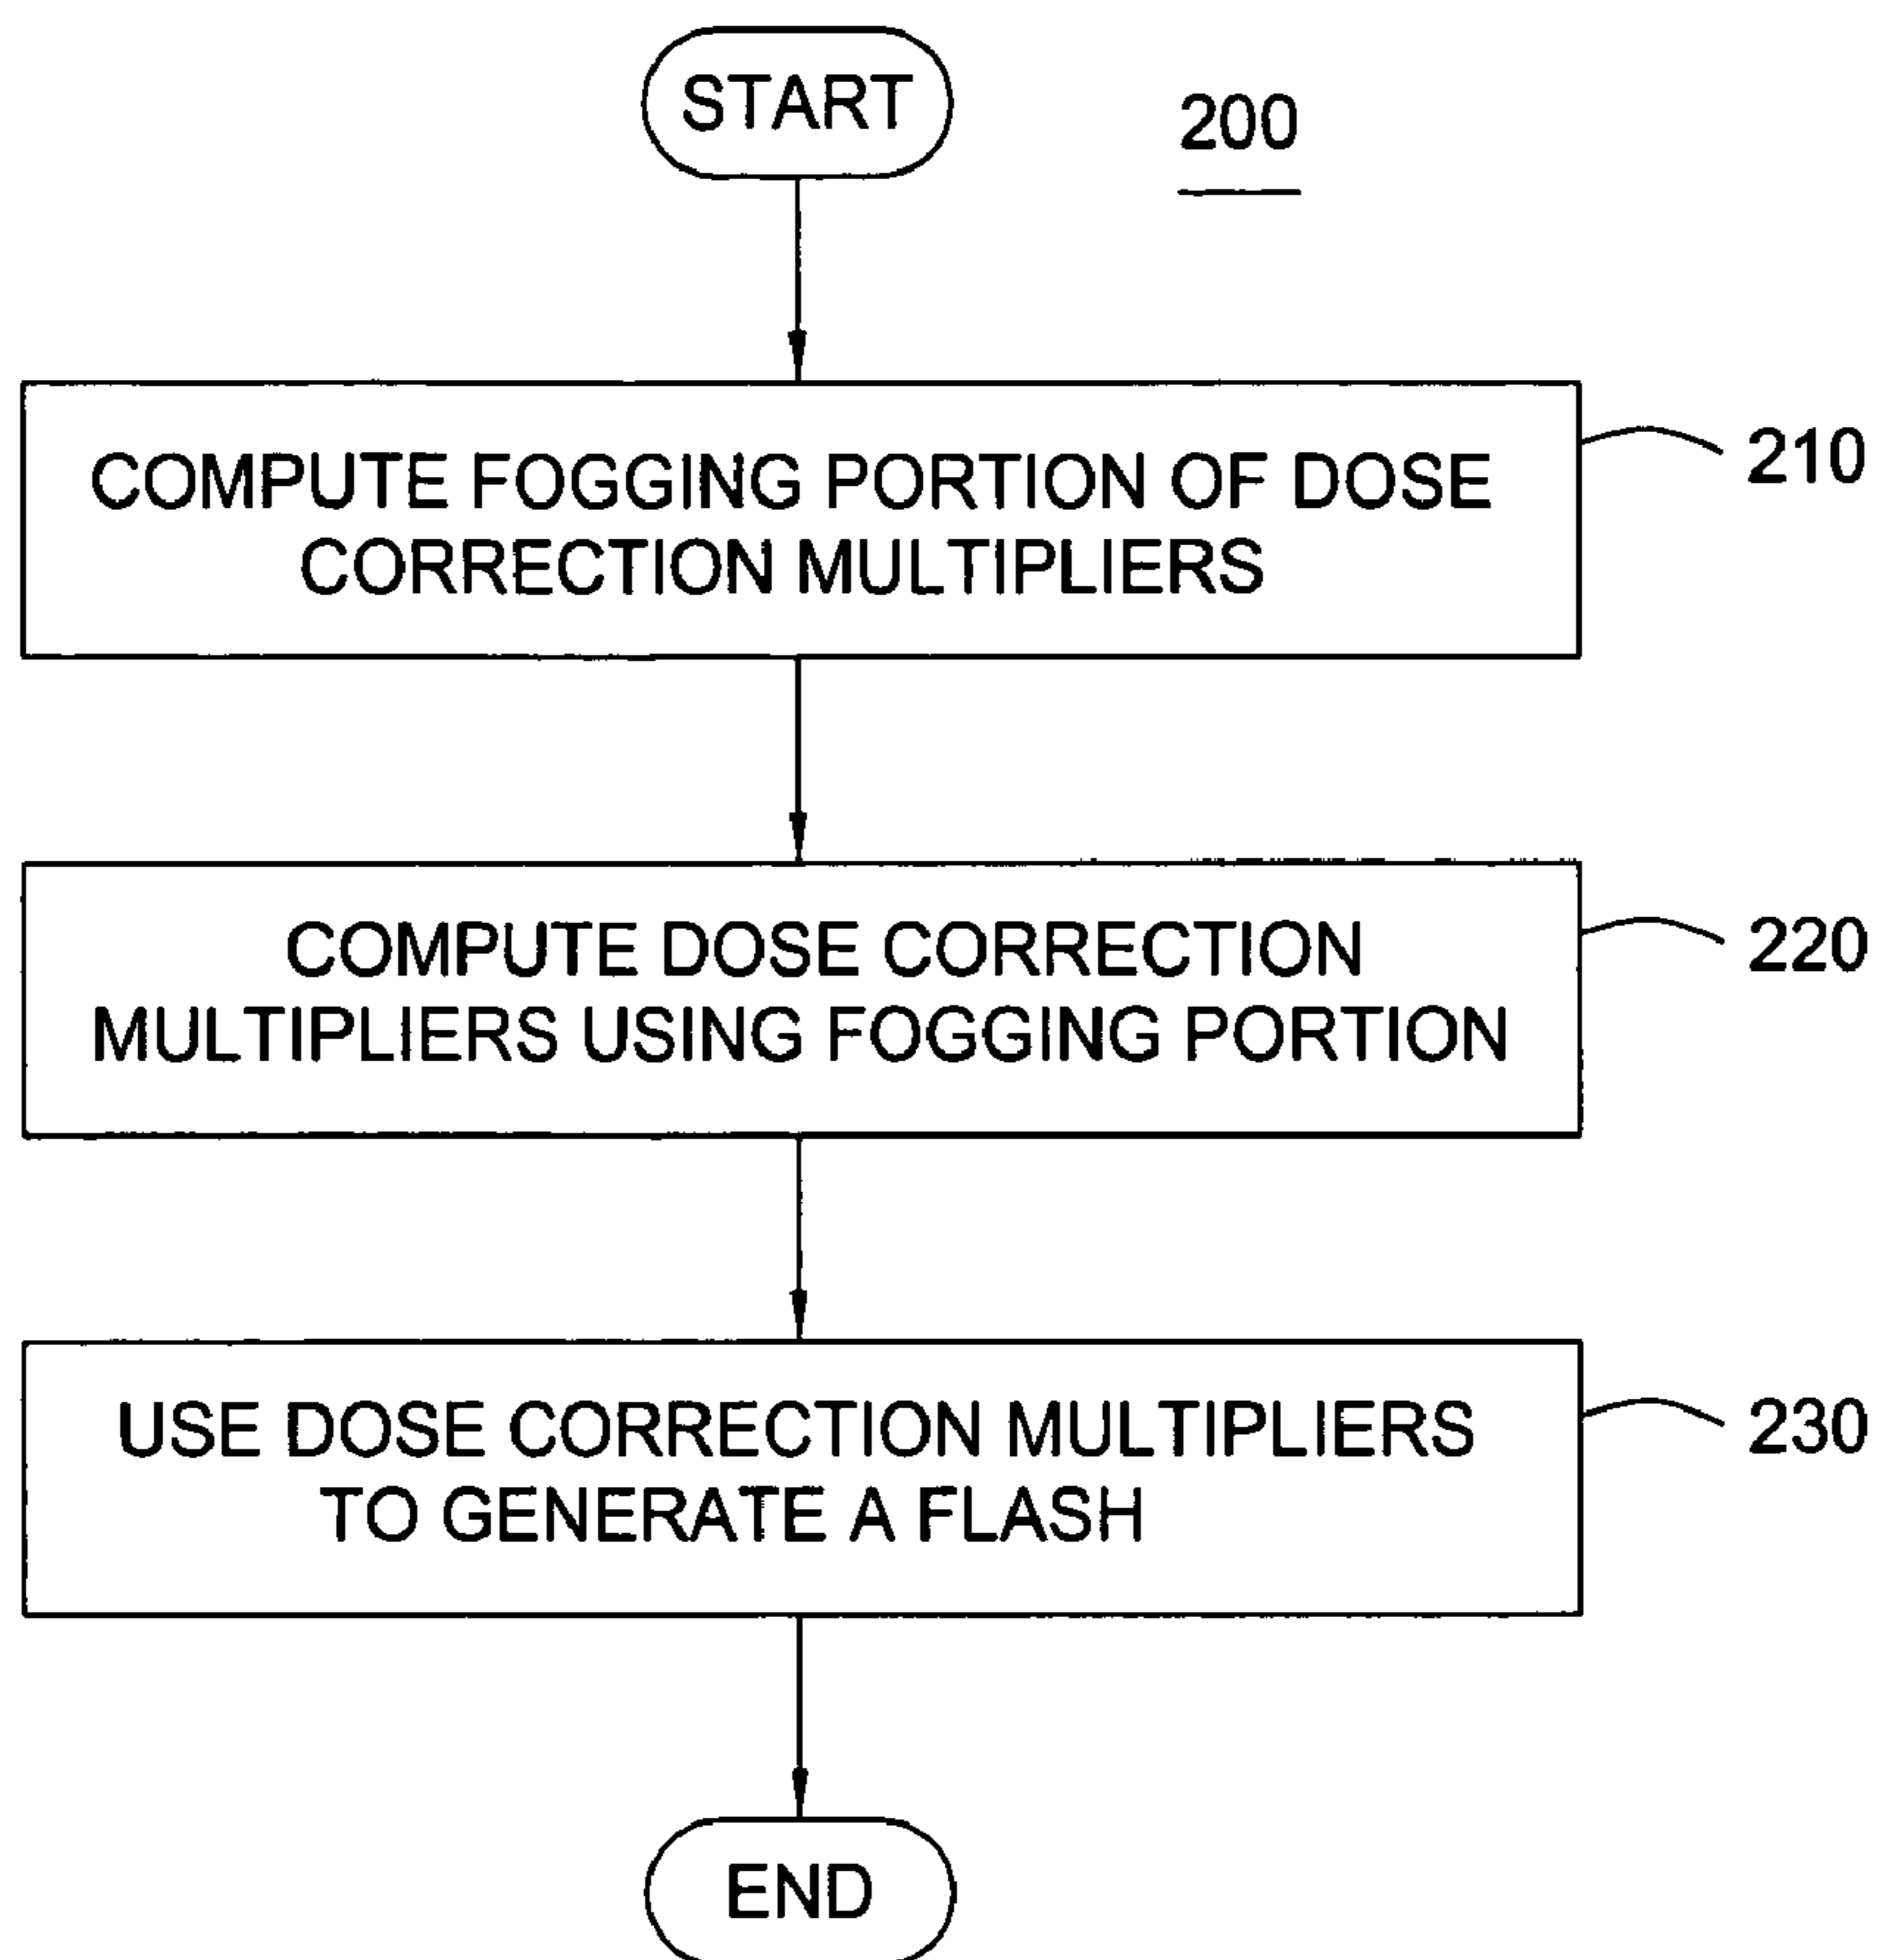 START
200
COMPUTE FOGGING PORTION OF DOSE
CORRECTION MULTIPLIERS
210
COMPUTE DOSE CORRECTION
MULTIPLIERS USING FOGGING PORTION
220
USE DOSE CORRECTION MULTIPLIERS
TO GENERATE A FLASH
230
END